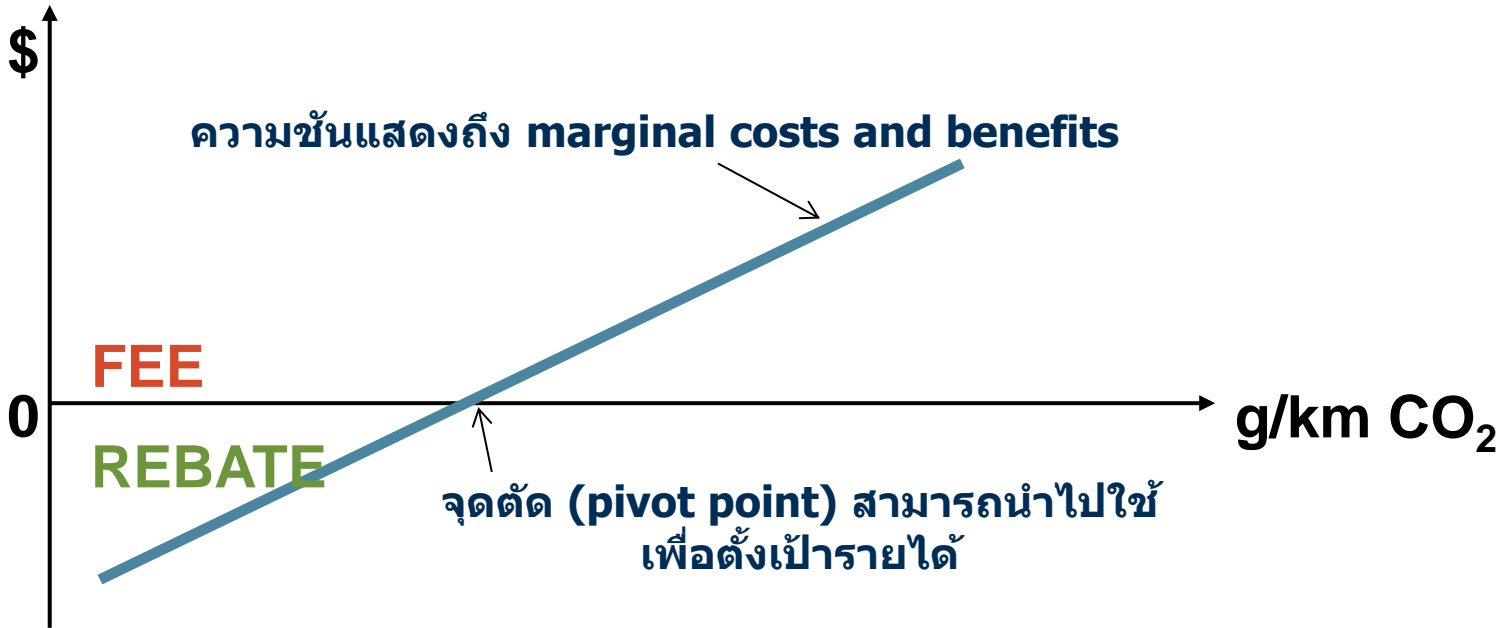 $
ความชันแสดงถึง marginal costs and benefits
FEE
0
g/km CO₂
REBATE
จุดตัด (pivot point) สามารถนำไปใช้
เพื่อตั้งเป้ารายได้